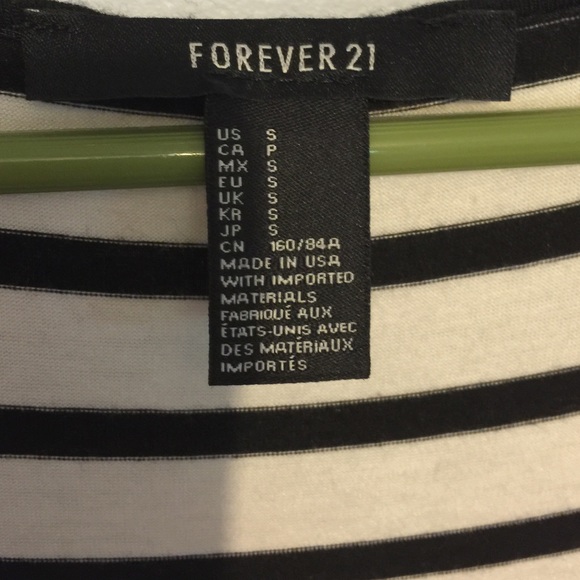 FOREVER 21
US S
CA P
MX S
EU S
UK S
KR S
JP S
CN 160/84A
MADE IN USA
WITH IMPORTED
MATERIALS
FABRIQUÉ AUX
ÉTATS-UNIS AVEC
DES MATÉRIAUX
IMPORTÉS